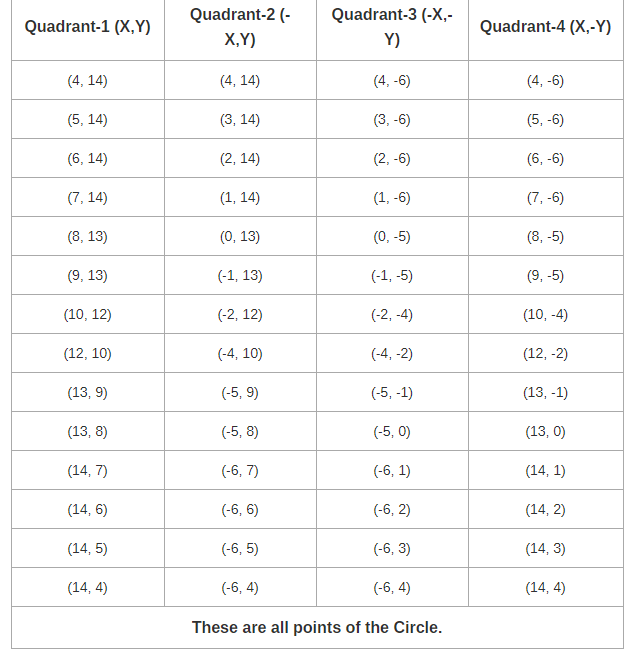 Quadrant-1 (X,Y) Quadrant-2 (-X,Y) Quadrant-3 (-X,-Y) Quadrant-4 (X,-Y)
(4, 14) (4, 14) (4, -6) (4, -6)
(5, 14) (3, 14) (3, -6) (5, -6)
(6, 14) (2, 14) (2, -6) (6, -6)
(7, 14) (1, 14) (1, -6) (7, -6)
(8, 13) (0, 13) (0, -5) (8, -5)
(9, 13) (-1, 13) (-1, -5) (9, -5)
(10, 12) (-2, 12) (-2, -4) (10, -4)
(12, 10) (-4, 10) (-4, -2) (12, -2)
(13, 9) (-5, 9) (-5, -1) (13, -1)
(13, 8) (-5, 8) (-5, 0) (13, 0)
(14, 7) (-6, 7) (-6, 1) (14, 1)
(14, 6) (-6, 6) (-6, 2) (14, 2)
(14, 5) (-6, 5) (-6, 3) (14, 3)
(14, 4) (-6, 4) (-6, 4) (14, 4)
These are all points of the Circle.